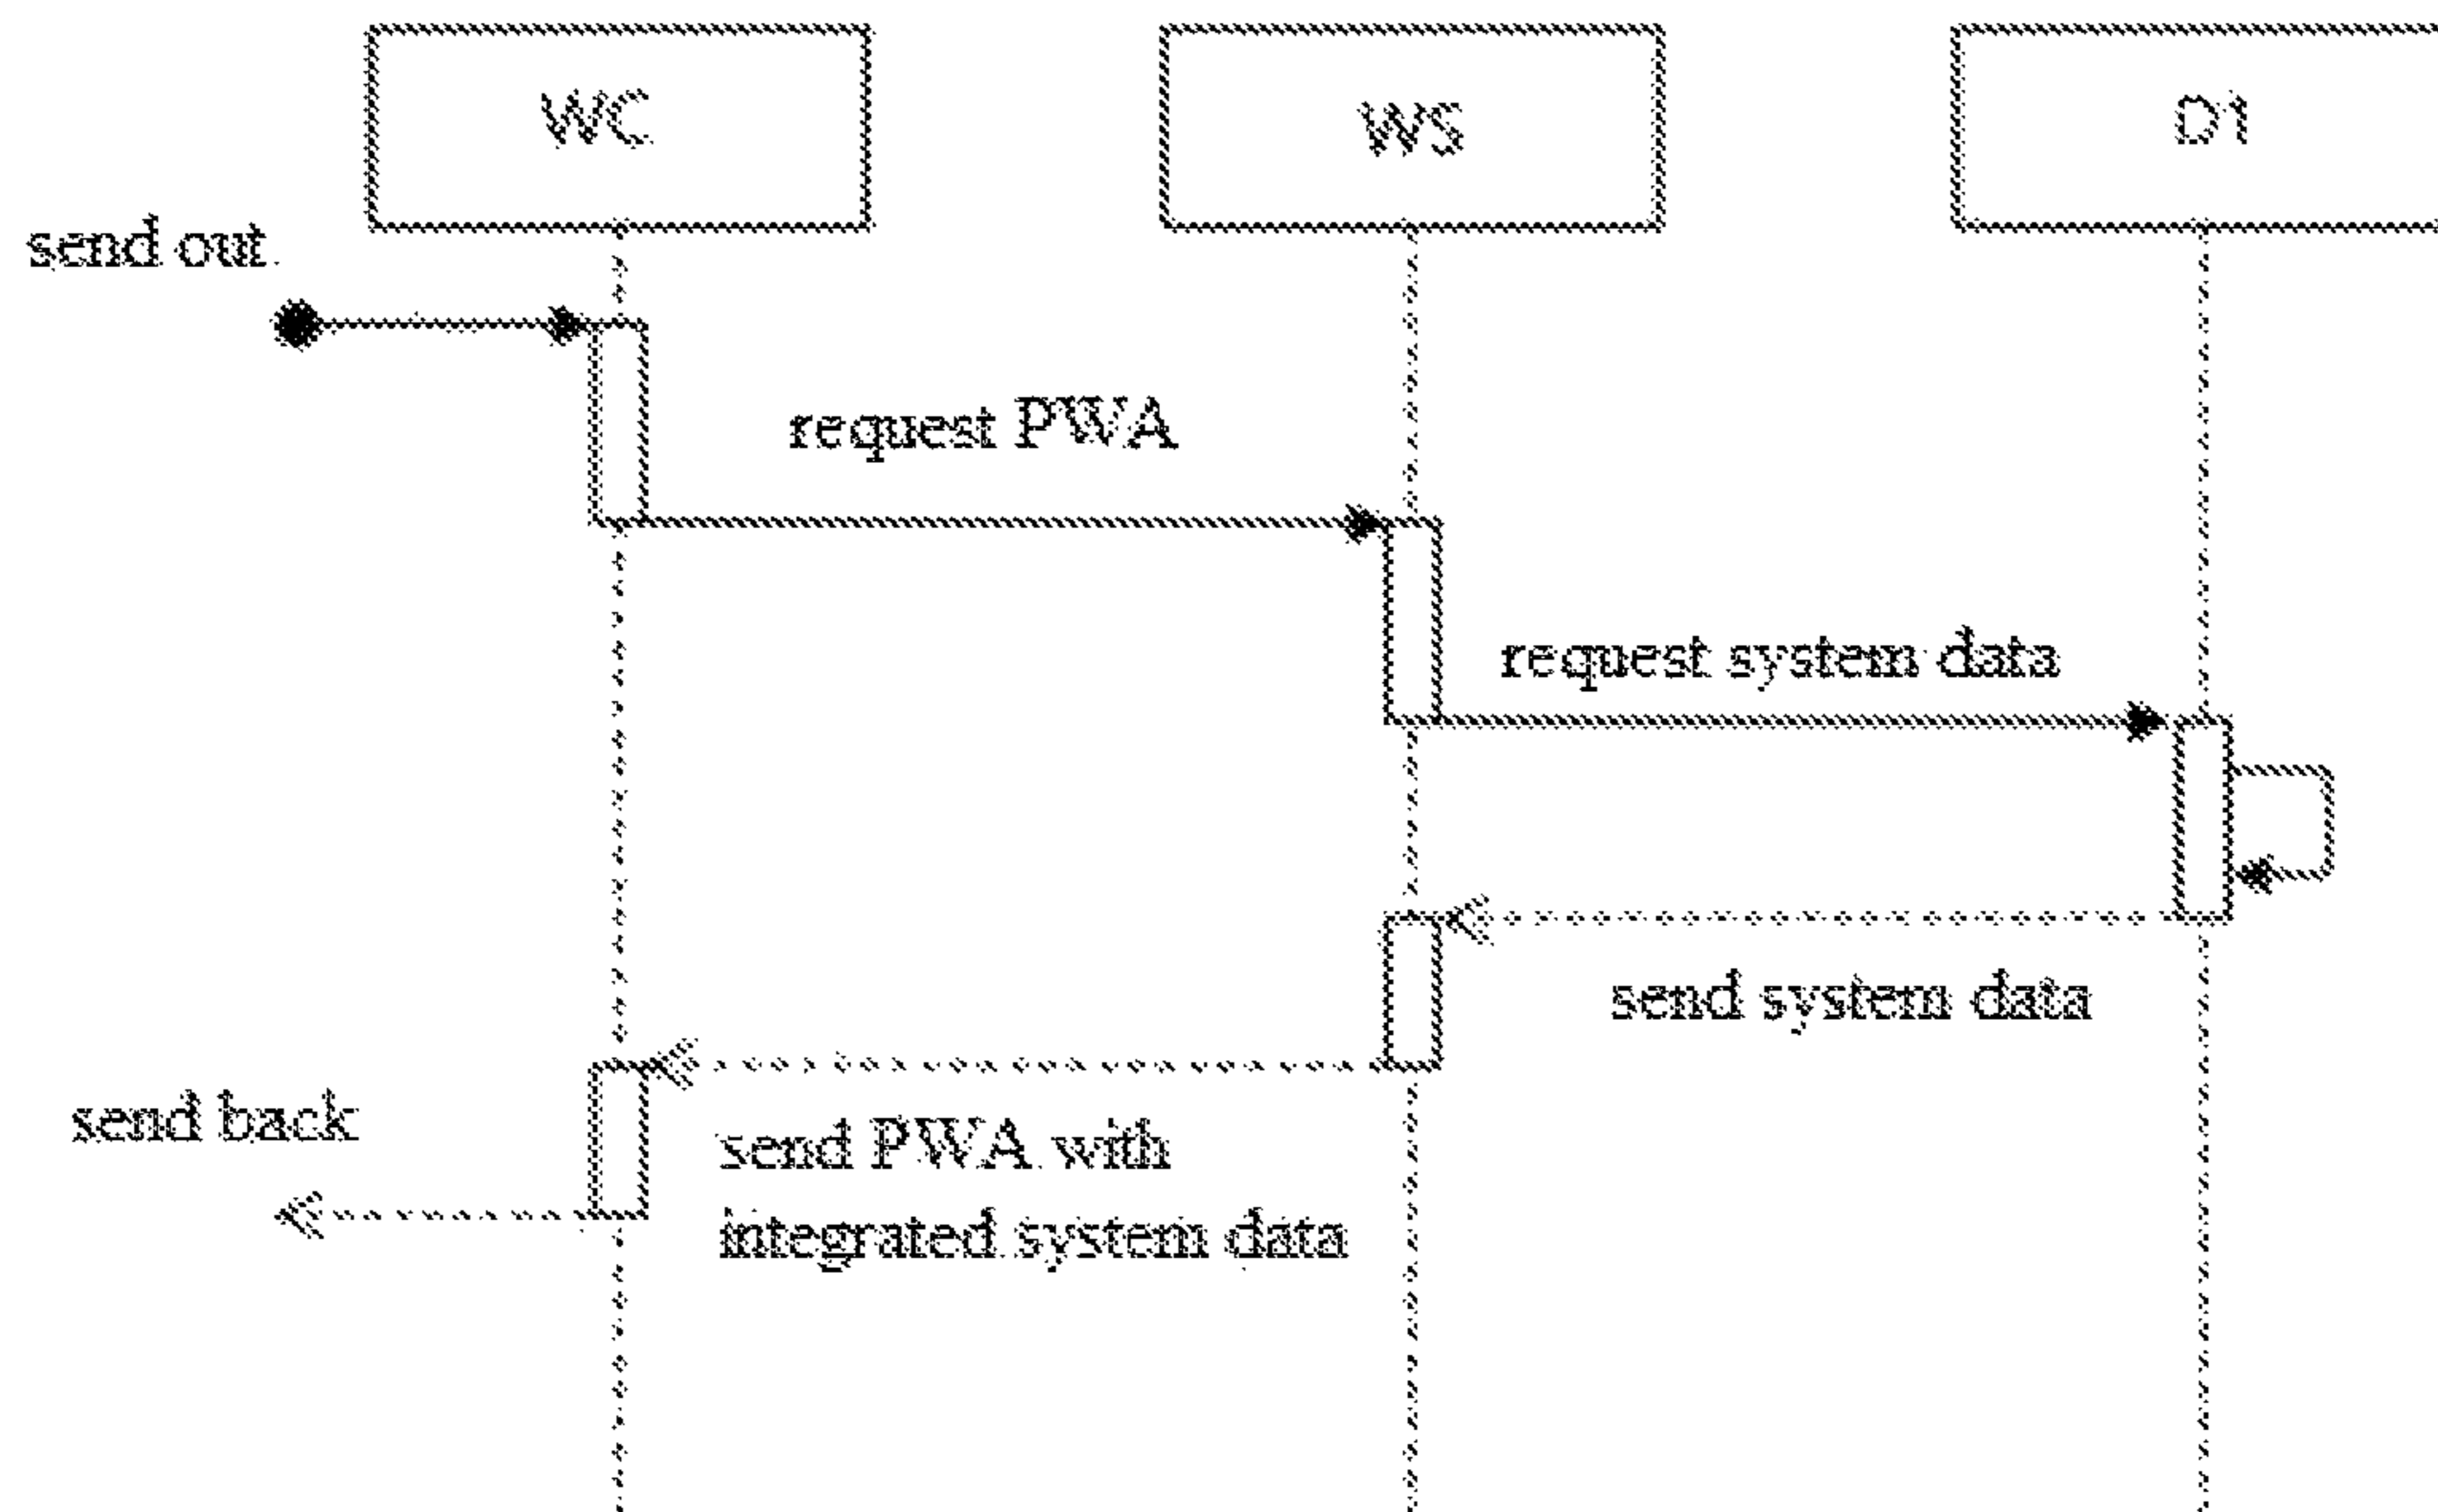 WC
WS
D1
send out
request PWA
request system data
send system data
send back
send PWA with
integrated system data